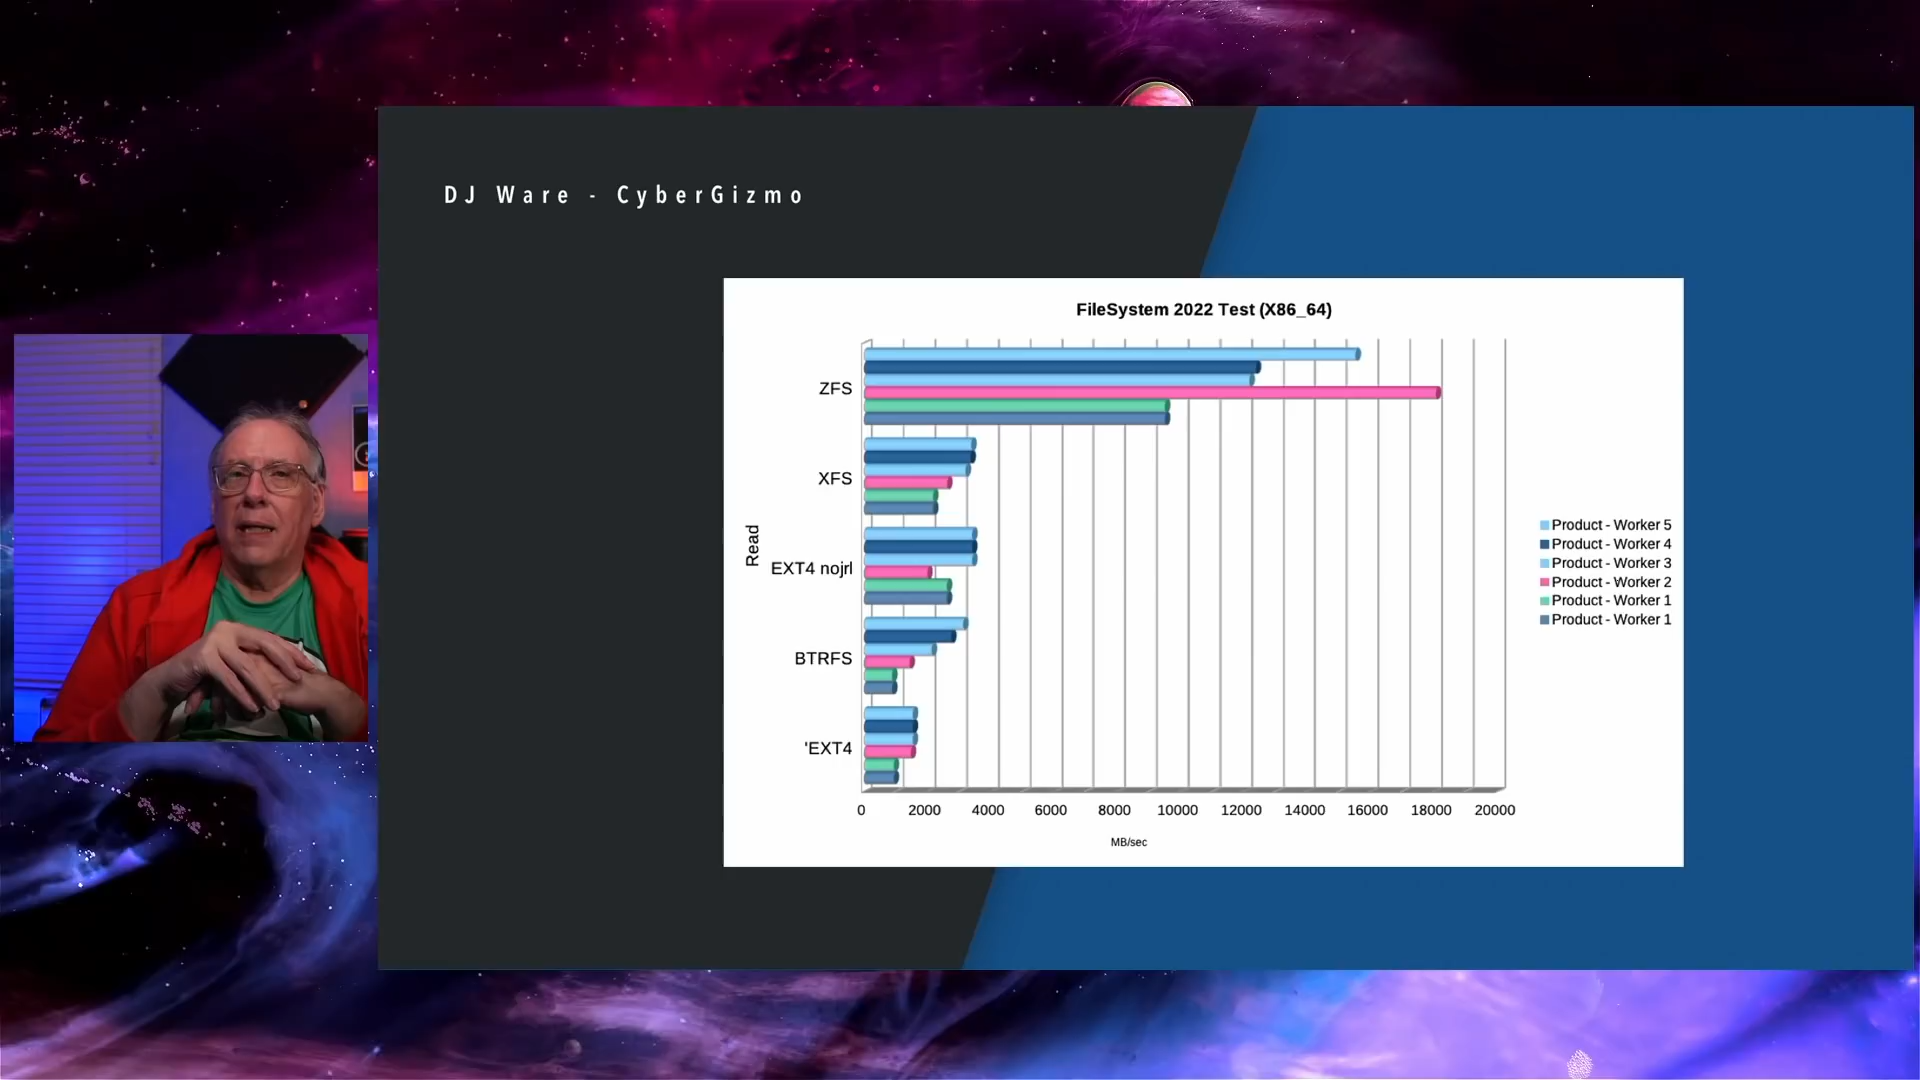 DJ Ware - CyberGizmo
FileSystem 2022 Test (X86_64)
Read
ZFS
XFS
EXT4 nojrl
BTRFS
'EXT4
0 2000 4000 6000 8000 10000 12000 14000 16000 18000 20000
MB/sec
Product - Worker 5
Product - Worker 4
Product - Worker 3
Product - Worker 2
Product - Worker 1
Product - Worker 1